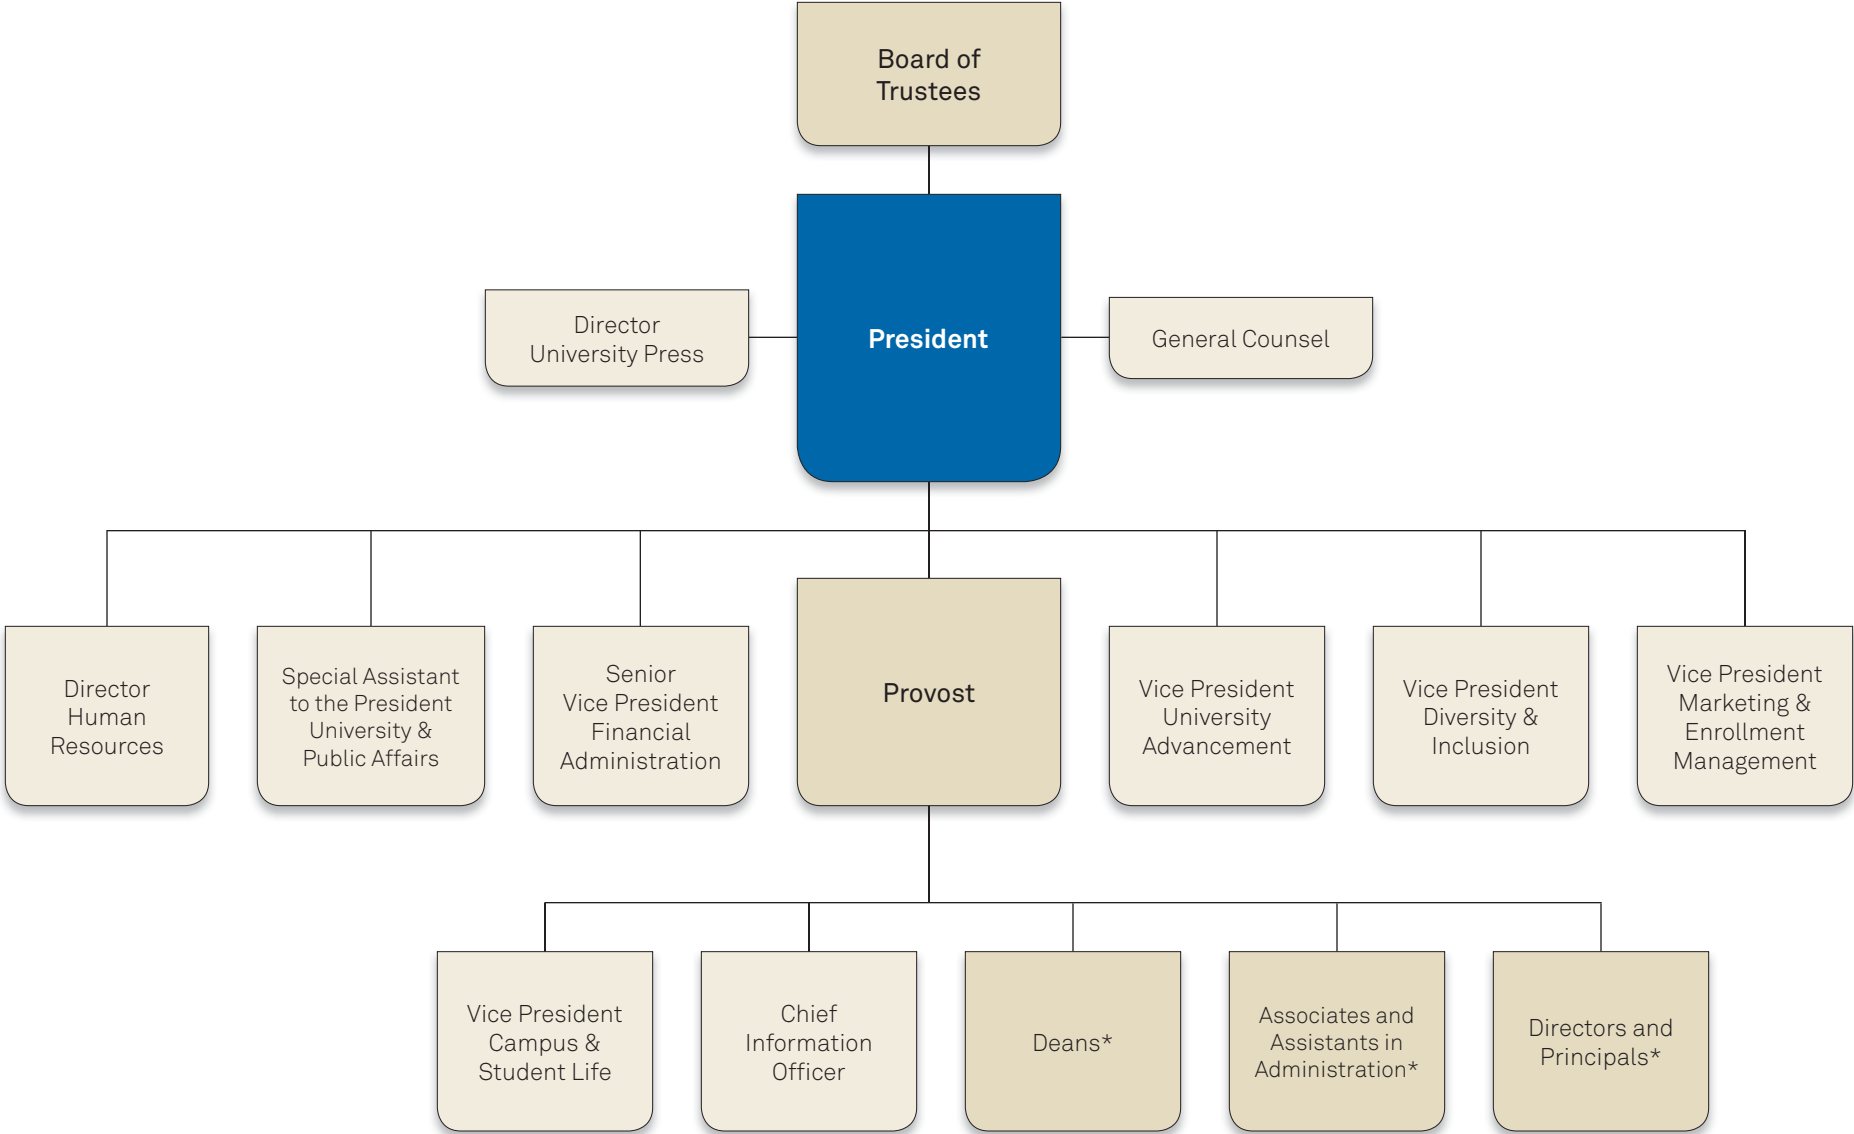 Board of
Trustees
Director
University Press
President
General Counsel
Director
Human
Resources
Special Assistant
to the President
University &
Public Affairs
Senior
Vice President
Financial
Administration
Provost
Vice President
University
Advancement
Vice President
Diversity &
Inclusion
Vice President
Marketing &
Enrollment
Management
Vice President
Campus &
Student Life
Chief
Information
Officer
Deans*
Associates and
Assistants in
Administration*
Directors and
Principals*